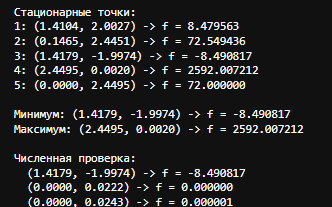 Стационарные точки:
1: (1.4104, 2.0027) -> f = 8.479563
2: (0.1465, 2.4451) -> f = 72.549436
3: (1.4179, -1.9974) -> f = -8.490817
4: (2.4495, 0.0020) -> f = 2592.007212
5: (0.0000, 2.4495) -> f = 72.000000
Минимум: (1.4179, -1.9974) -> f = -8.490817
Максимум: (2.4495, 0.0020) -> f = 2592.007212
Численная проверка:
(1.4179, -1.9974) -> f = -8.490817
(0.0000, 0.0222) -> f = 0.000000
(0.0000, 0.0243) -> f = 0.000001